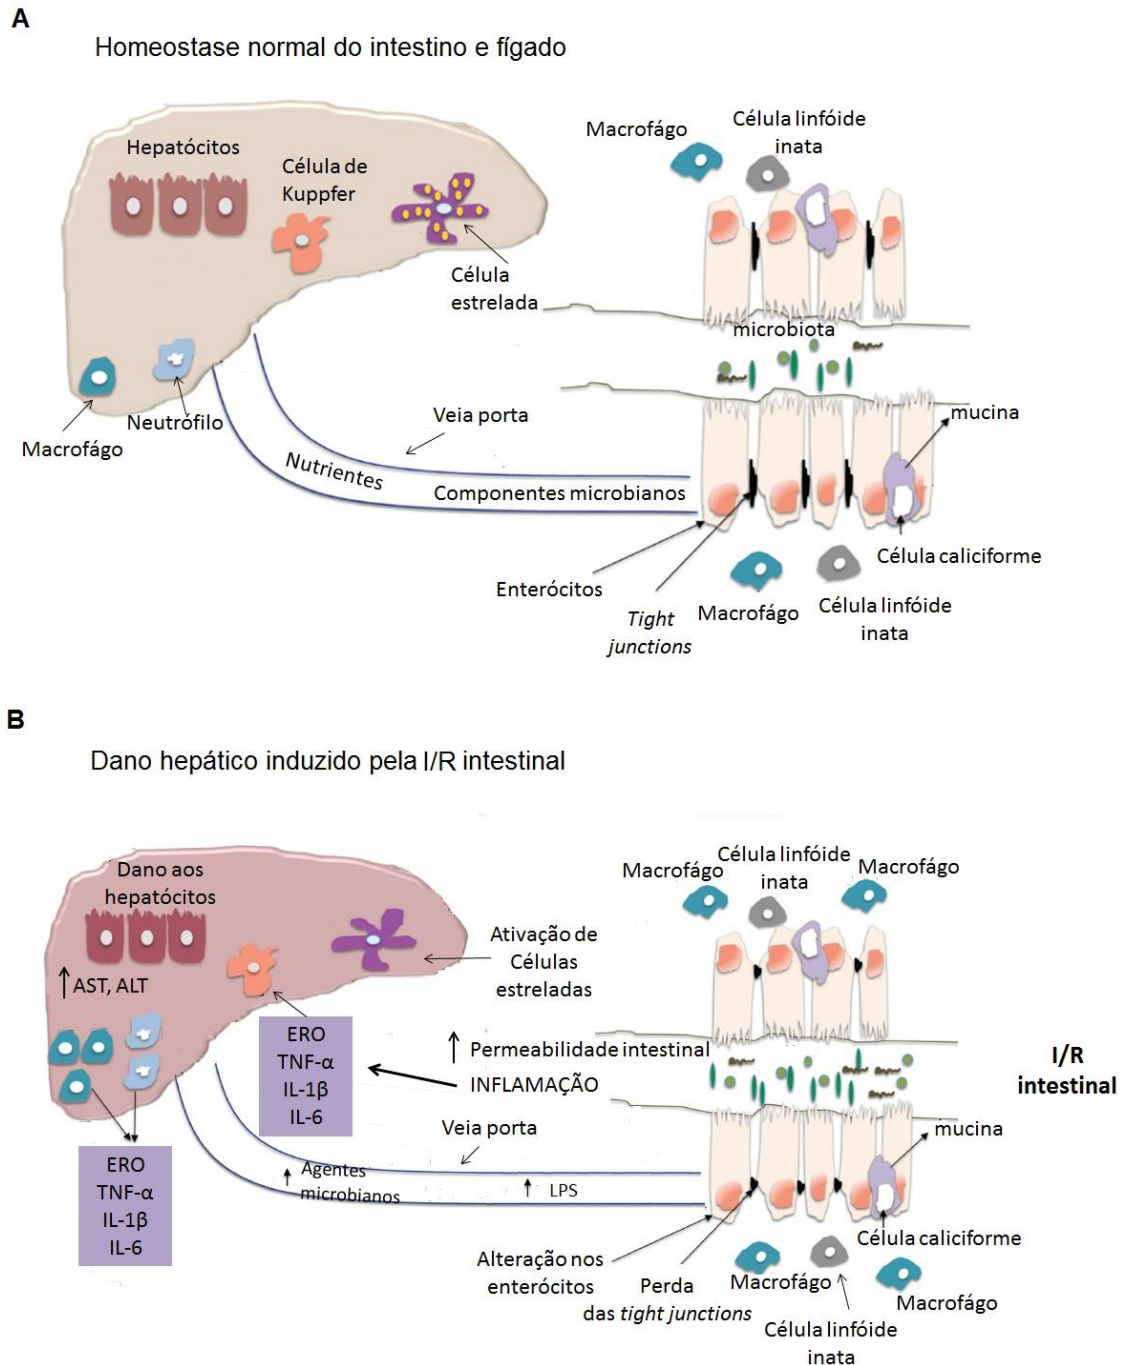 A
Homeostase normal do intestino e fígado
Hepatócitos
Célula de
Kuppfer
Célula
estrelada
Macrofágo
Neutrófilo
Veia porta
Nutrientes
Componentes microbianos
Macrofágo
Célula linfóide
inata
microbiota
mucina
Célula caliciforme
Enterócitos
Tight
junctions
Macrofágo
Célula linfóide
inata
B
Dano hepático induzido pela I/R intestinal
Dano aos
hepatócitos
↑ AST, ALT
Ativação de
Células
estreladas
ERO
TNF-α
IL-1β
IL-6
↑ Permeabilidade intestinal
INFLAMAÇÃO
ERO
TNF-α
IL-1β
IL-6
Veia porta
↑ Agentes
microbianos
↑ LPS
Macrofágo
Célula linfóide
inata
Macrofágo
I/R
intestinal
mucina
Célula caliciforme
Alteração nos
enterócitos
Perda
das tight junctions
Macrofágo
Macrofágo
Célula linfóide
inata